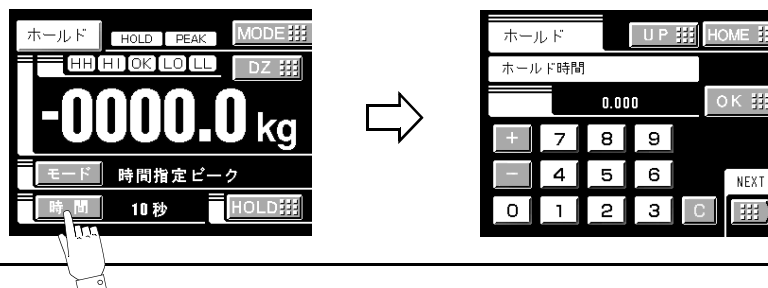 ホールド HOLD PEAK MODE
HH HI OK LO LL DZ
-0000.0 kg
モード 時間指定ピーク
時間 10秒 HOLD
ホールド UP HOME
ホールド時間
0.000 OK
+ 7 8 9
- 4 5 6 NEXT
0 1 2 3 C